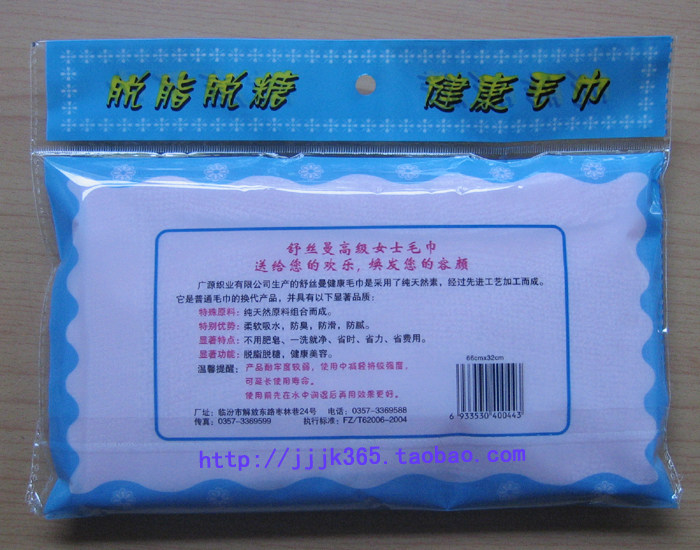 脱脂脱糖 健康毛巾
舒丝曼高级女士毛巾
送给您的欢乐，焕发您的容颜
广源织业有限公司生产的舒丝曼健康毛巾是采用了纯天然素，经过先进工艺加工而成。
它是普通毛巾的换代产品，并具有以下显著品质：
特殊原料：纯天然原料组合而成。
特别优势：柔软吸水，防臭，防滑，防腻。
显著特点：不用肥皂、一洗就净、省时、省力、省费用。
显著功能：脱脂脱糖，健康美容。
温馨提醒：产品耐牢度较弱，使用中减轻特较强度，
可延长使用寿命。
使用前先在水中调湿后再用效果更好。
66cmx32cm
6 933530 400443
厂址：临汾市解放东路枣林巷24号 电话：0357-3369588
传真：0357-3369599 执行标准：FZ/T62006-2004
http://jjjk365.taobao.com